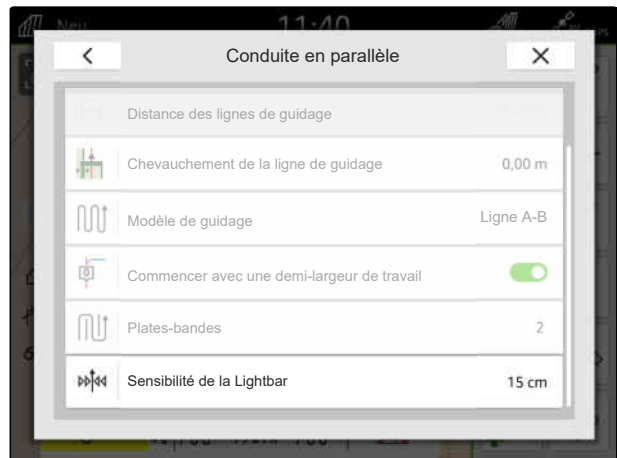 Neu
11:40
Conduite en parallèle
Distance des lignes de guidage
Chevauchement de la ligne de guidage 0,00 m
Modèle de guidage Ligne A-B
Commencer avec une demi-largeur de travail
Plates-bandes 2
Sensibilité de la Lightbar 15 cm